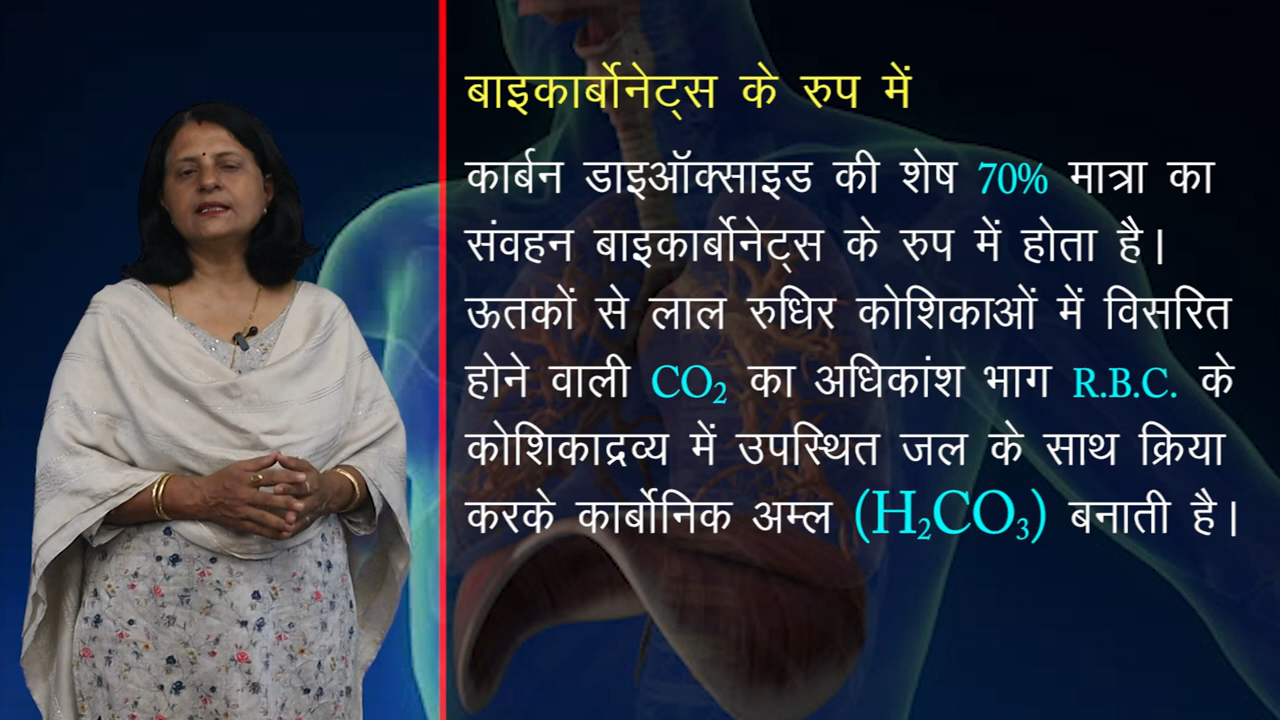 बाइकार्बोनेट्स के रुप में
कार्बन डाइऑक्साइड की शेष 70% मात्रा का
संवहन बाइकार्बोनेट्स के रुप में होता है।
ऊतकों से लाल रुधिर कोशिकाओं में विसरित
होने वाली CO₂ का अधिकांश भाग R.B.C. के
कोशिकाद्रव्य में उपस्थित जल के साथ क्रिया
करके कार्बोनिक अम्ल (H₂CO₃) बनाती है।